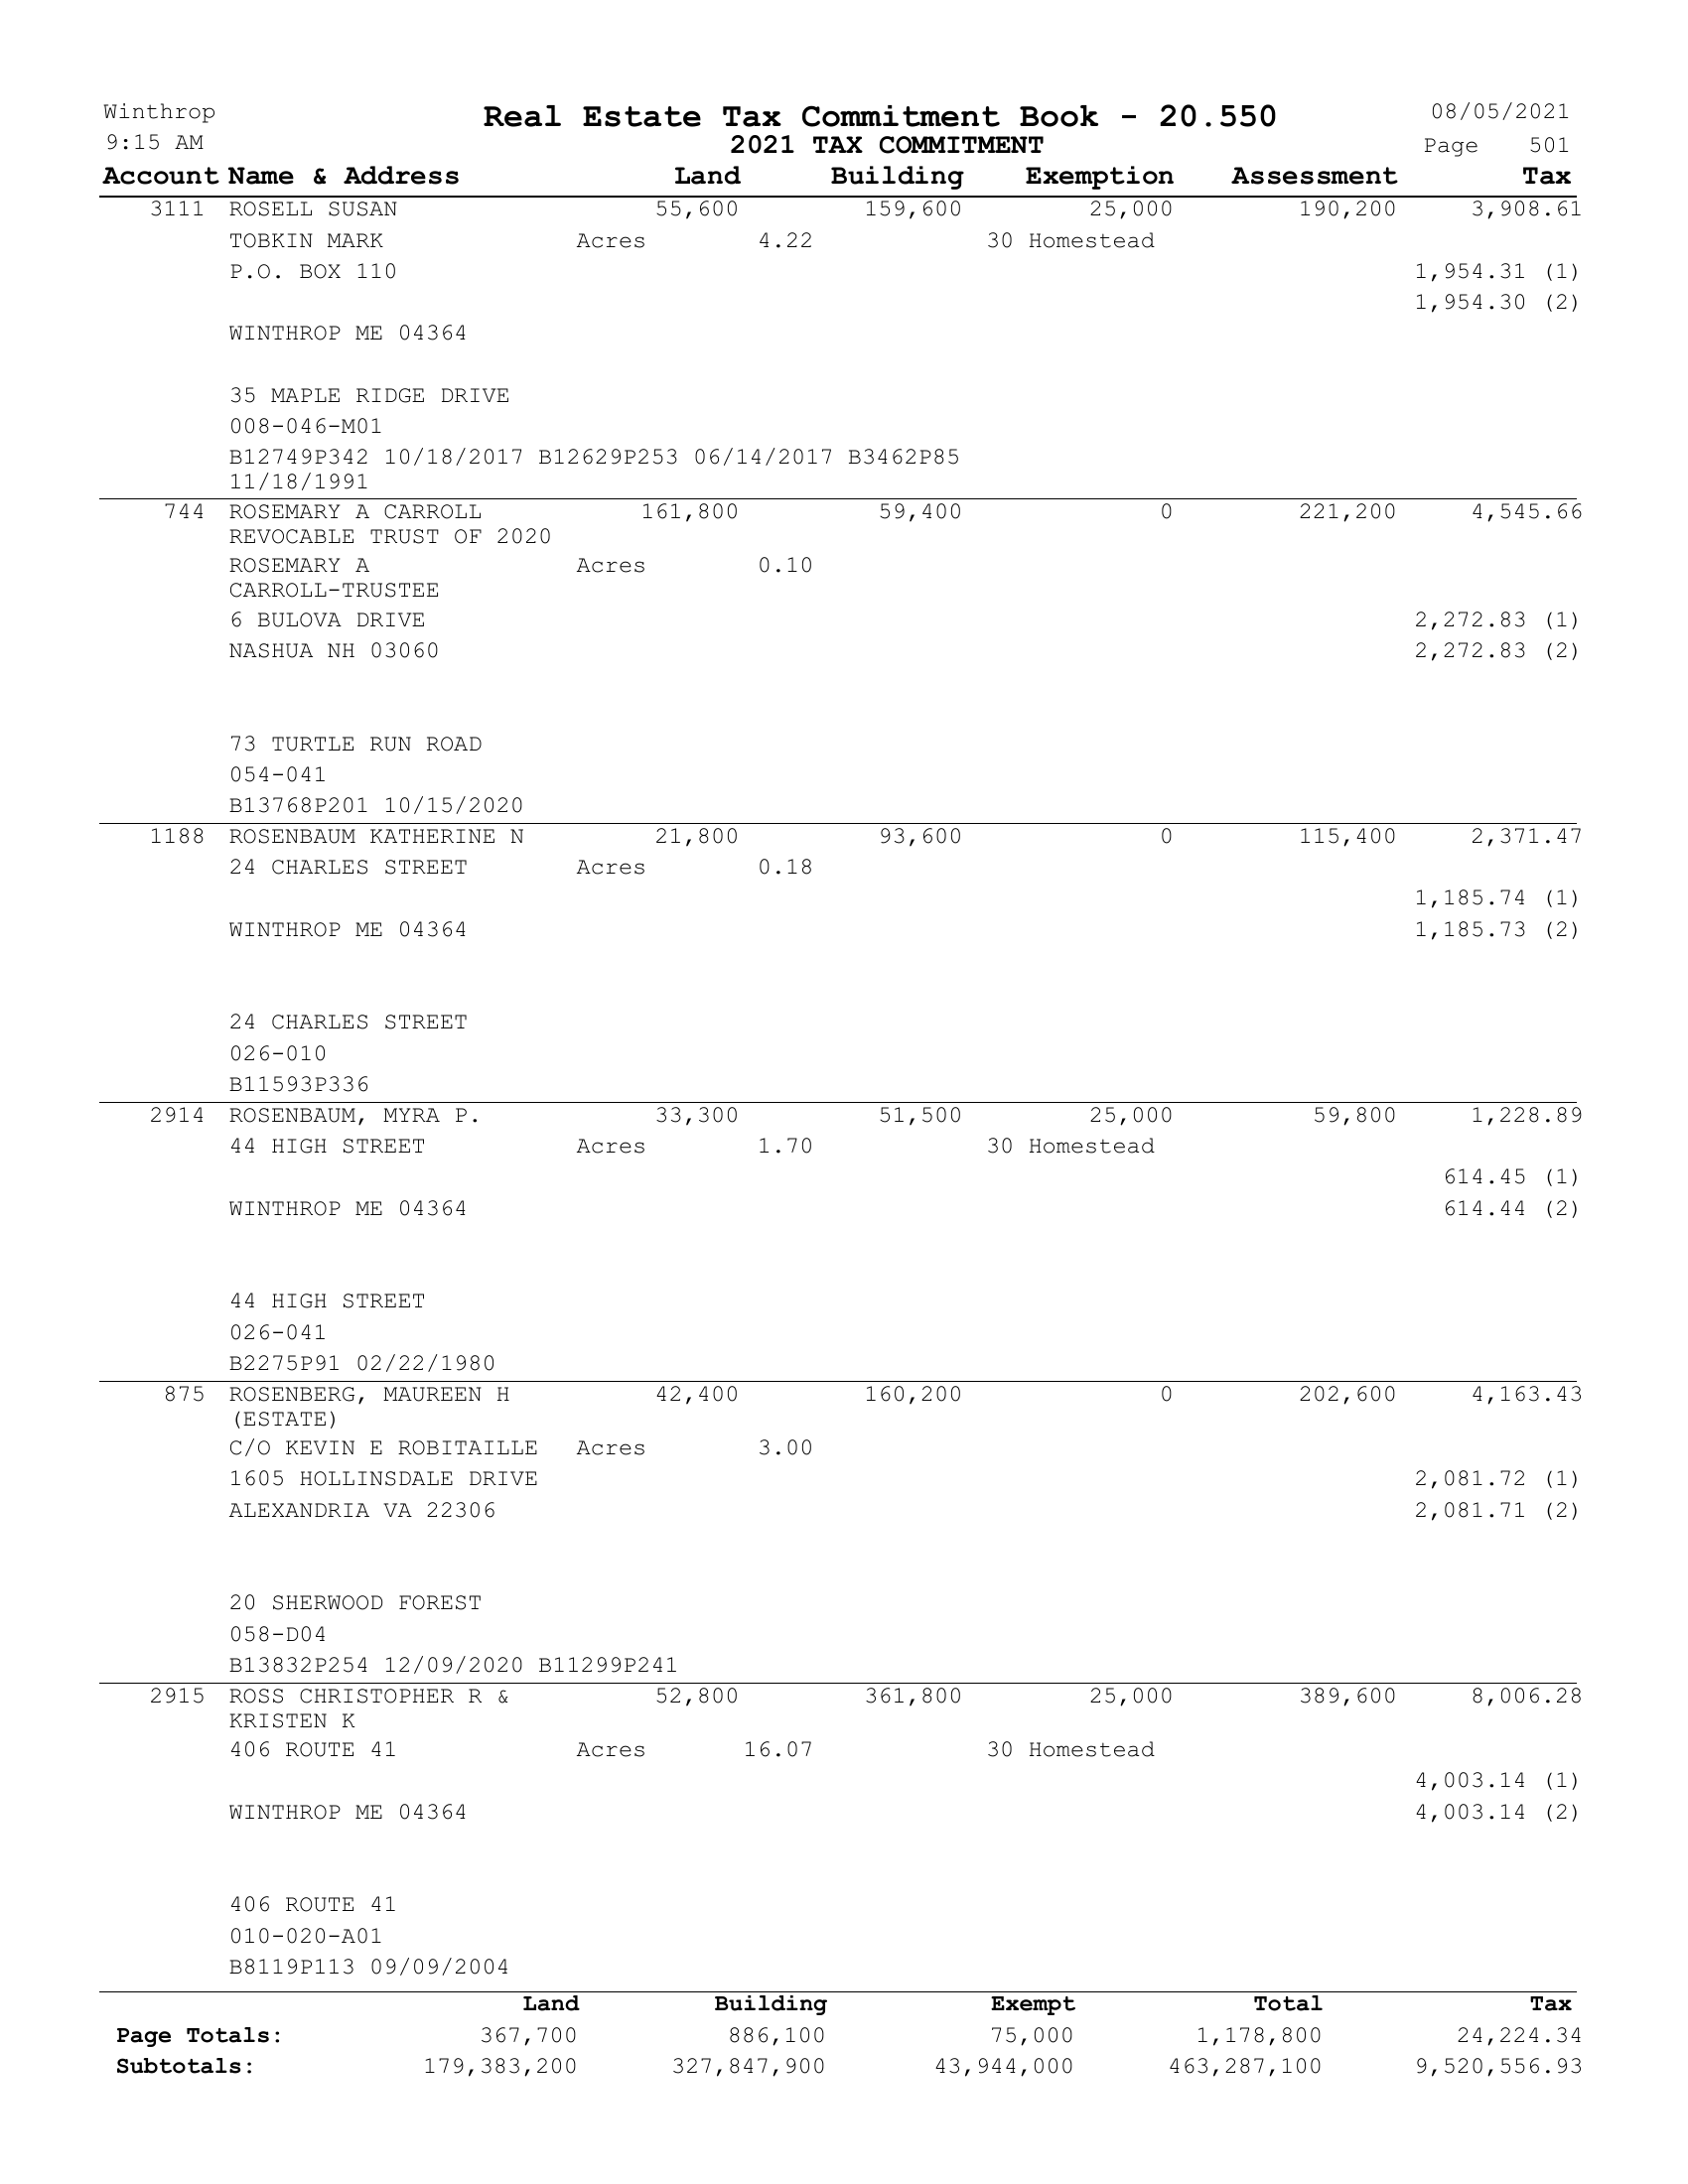 Winthrop Real Estate Tax Commitment Book - 20.550 08/05/2021
9:15 AM 2021 TAX COMMITMENT Page 501
Account Name & Address Land Building Exemption Assessment Tax
3111 ROSELL SUSAN 55,600 159,600 25,000 190,200 3,908.61
TOBKIN MARK Acres 4.22 30 Homestead
P.O. BOX 110 1,954.31 (1)
1,954.30 (2)
WINTHROP ME 04364
35 MAPLE RIDGE DRIVE
008-046-M01
B12749P342 10/18/2017 B12629P253 06/14/2017 B3462P85
11/18/1991
744 ROSEMARY A CARROLL 161,800 59,400 0 221,200 4,545.66
REVOCABLE TRUST OF 2020
ROSEMARY A Acres 0.10
CARROLL-TRUSTEE
6 BULOVA DRIVE 2,272.83 (1)
NASHUA NH 03060 2,272.83 (2)
73 TURTLE RUN ROAD
054-041
B13768P201 10/15/2020
1188 ROSENBAUM KATHERINE N 21,800 93,600 0 115,400 2,371.47
24 CHARLES STREET Acres 0.18
1,185.74 (1)
WINTHROP ME 04364 1,185.73 (2)
24 CHARLES STREET
026-010
B11593P336
2914 ROSENBAUM, MYRA P. 33,300 51,500 25,000 59,800 1,228.89
44 HIGH STREET Acres 1.70 30 Homestead
614.45 (1)
WINTHROP ME 04364 614.44 (2)
44 HIGH STREET
026-041
B2275P91 02/22/1980
875 ROSENBERG, MAUREEN H 42,400 160,200 0 202,600 4,163.43
(ESTATE)
C/O KEVIN E ROBITAILLE Acres 3.00
1605 HOLLINSDALE DRIVE 2,081.72 (1)
ALEXANDRIA VA 22306 2,081.71 (2)
20 SHERWOOD FOREST
058-D04
B13832P254 12/09/2020 B11299P241
2915 ROSS CHRISTOPHER R & 52,800 361,800 25,000 389,600 8,006.28
KRISTEN K
406 ROUTE 41 Acres 16.07 30 Homestead
4,003.14 (1)
WINTHROP ME 04364 4,003.14 (2)
406 ROUTE 41
010-020-A01
B8119P113 09/09/2004
Land Building Exempt Total Tax
Page Totals: 367,700 886,100 75,000 1,178,800 24,224.34
Subtotals: 179,383,200 327,847,900 43,944,000 463,287,100 9,520,556.93